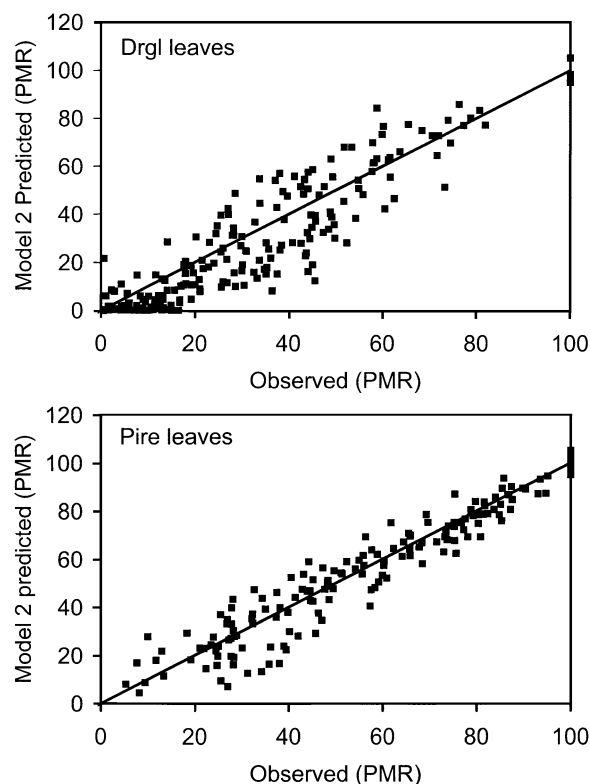 120
Drgl leaves
100
80
60
40
20
0
Model 2 Predicted (PMR)
0 20 40 60 80 100
Observed (PMR)
120
Pire leaves
100
80
60
40
20
0
Model 2 predicted (PMR)
0 20 40 60 80 100
Observed (PMR)